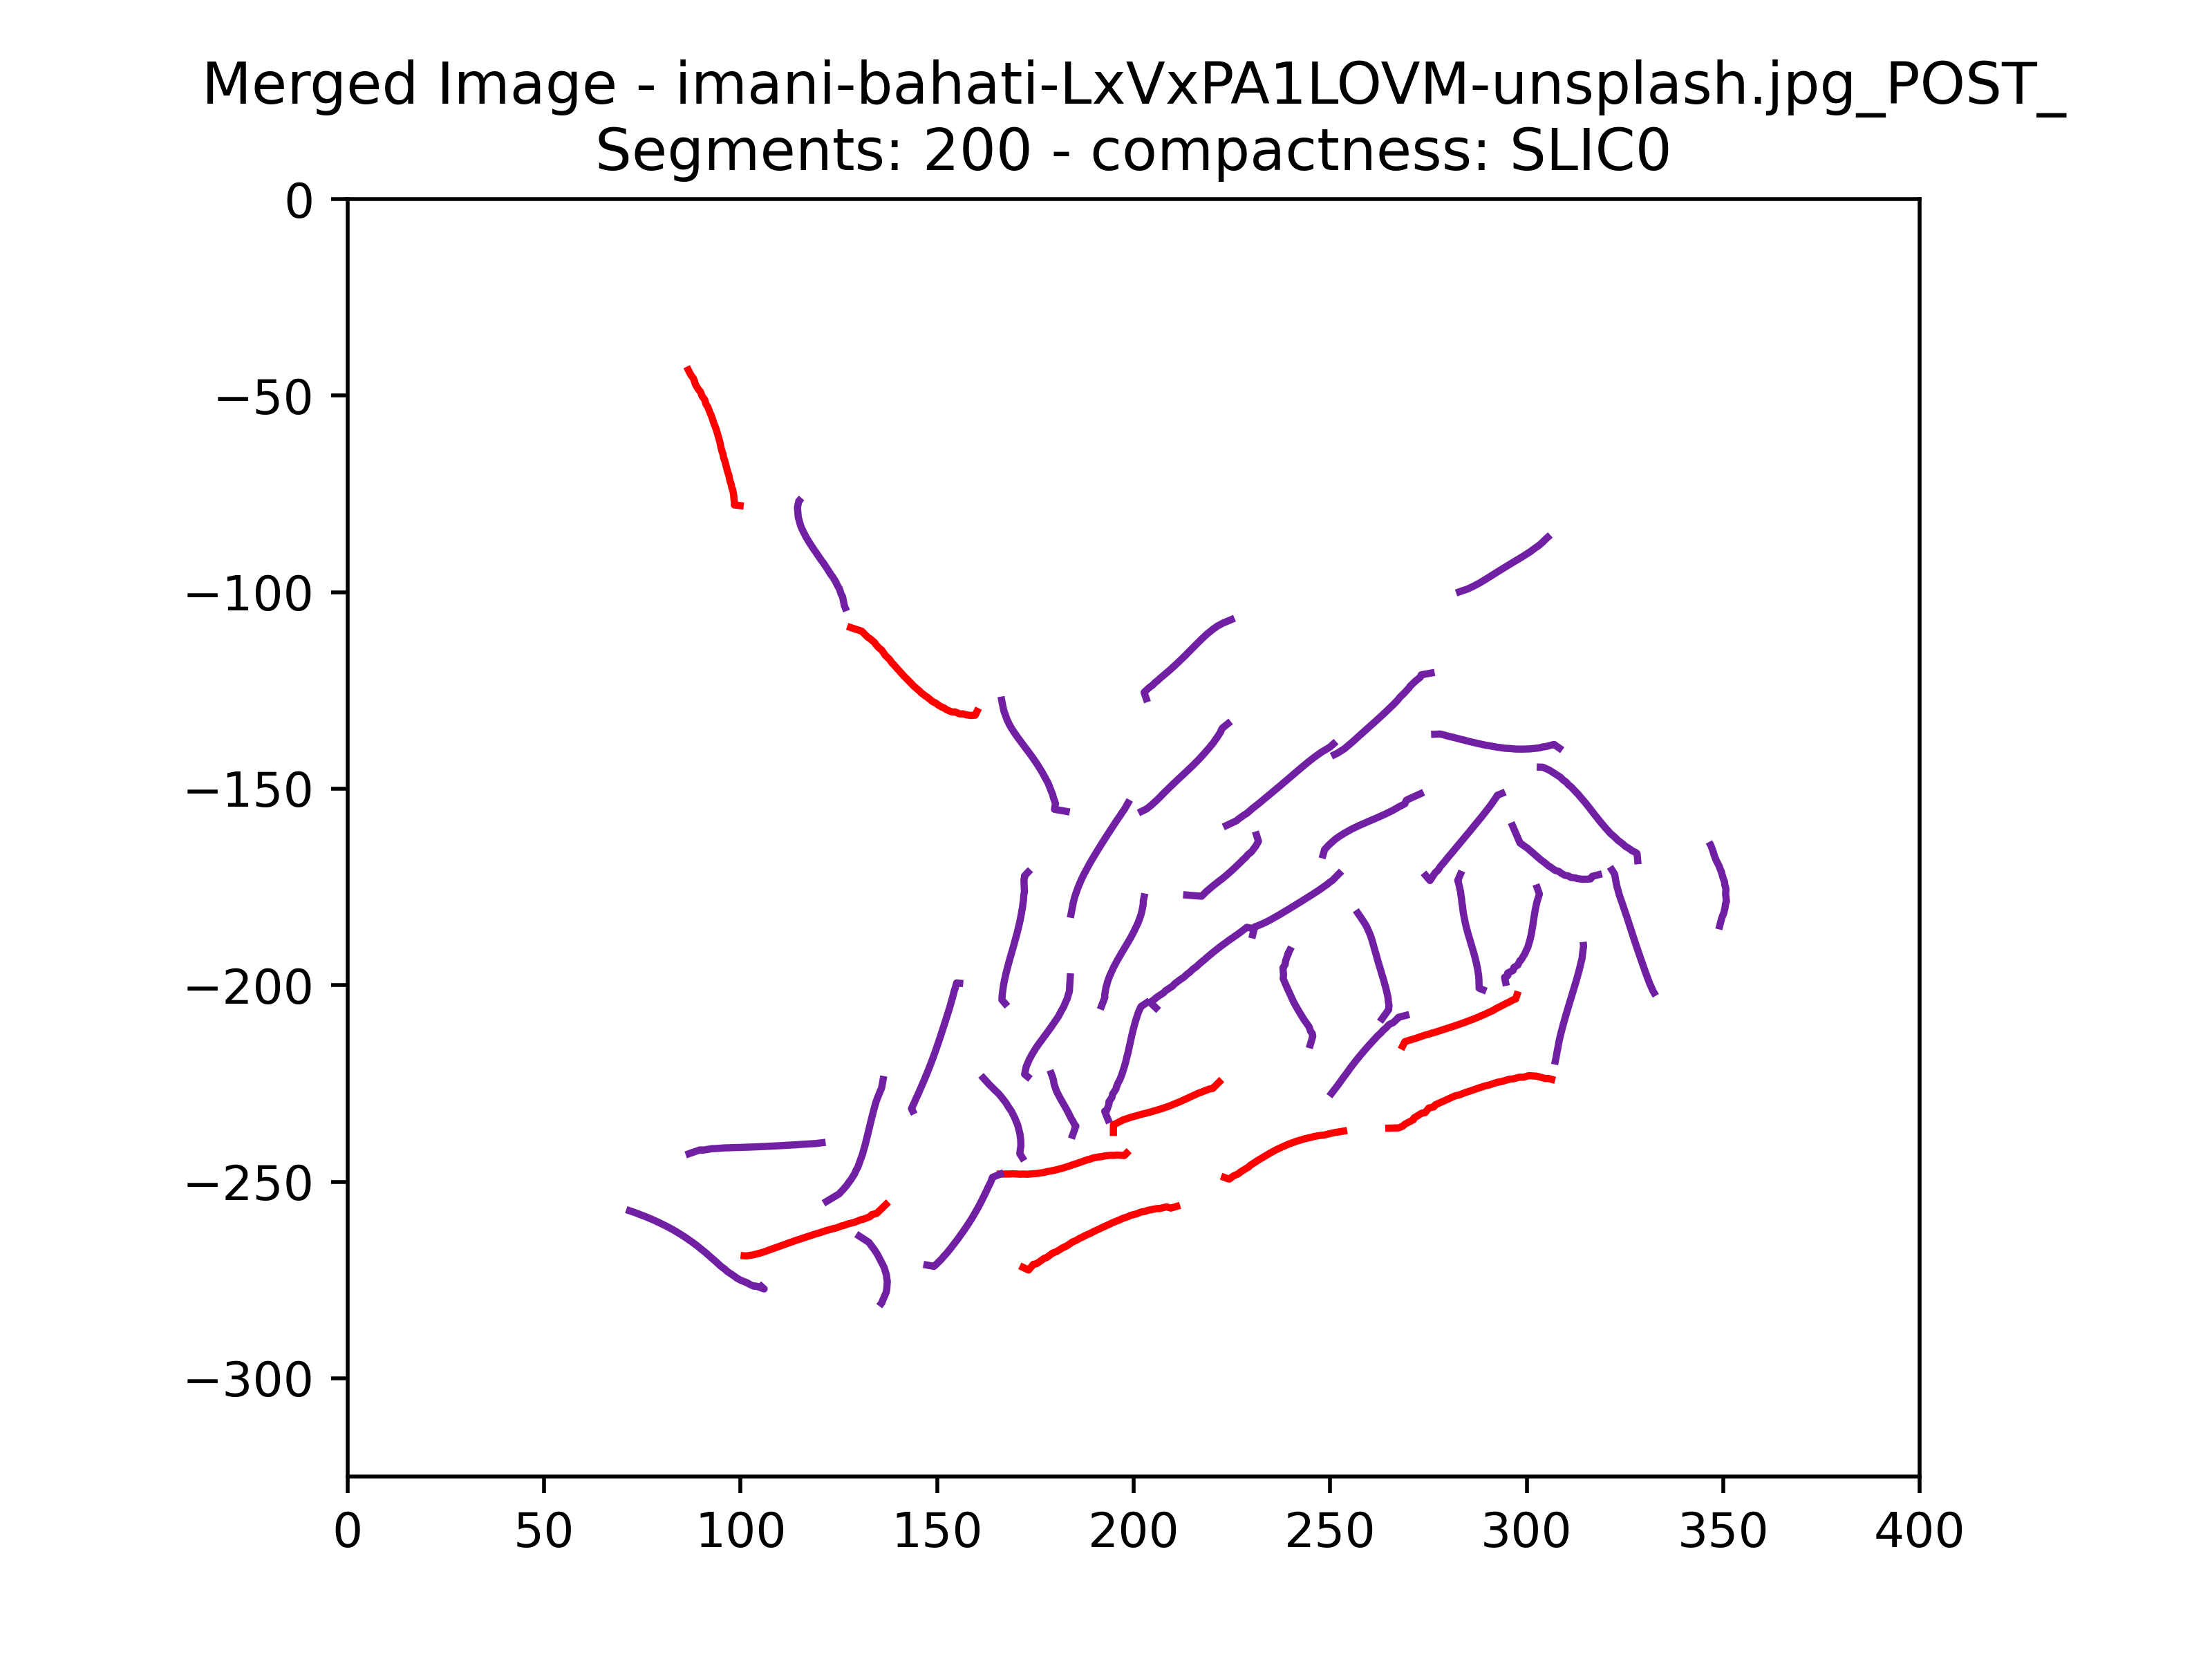 Merged Image - imani-bahati-LxVxPA1LOVM-unsplash.jpg_POST_
Segments: 200 - compactness: SLIC0
0
−50
−100
−150
−200
−250
−300
0 50 100 150 200 250 300 350 400